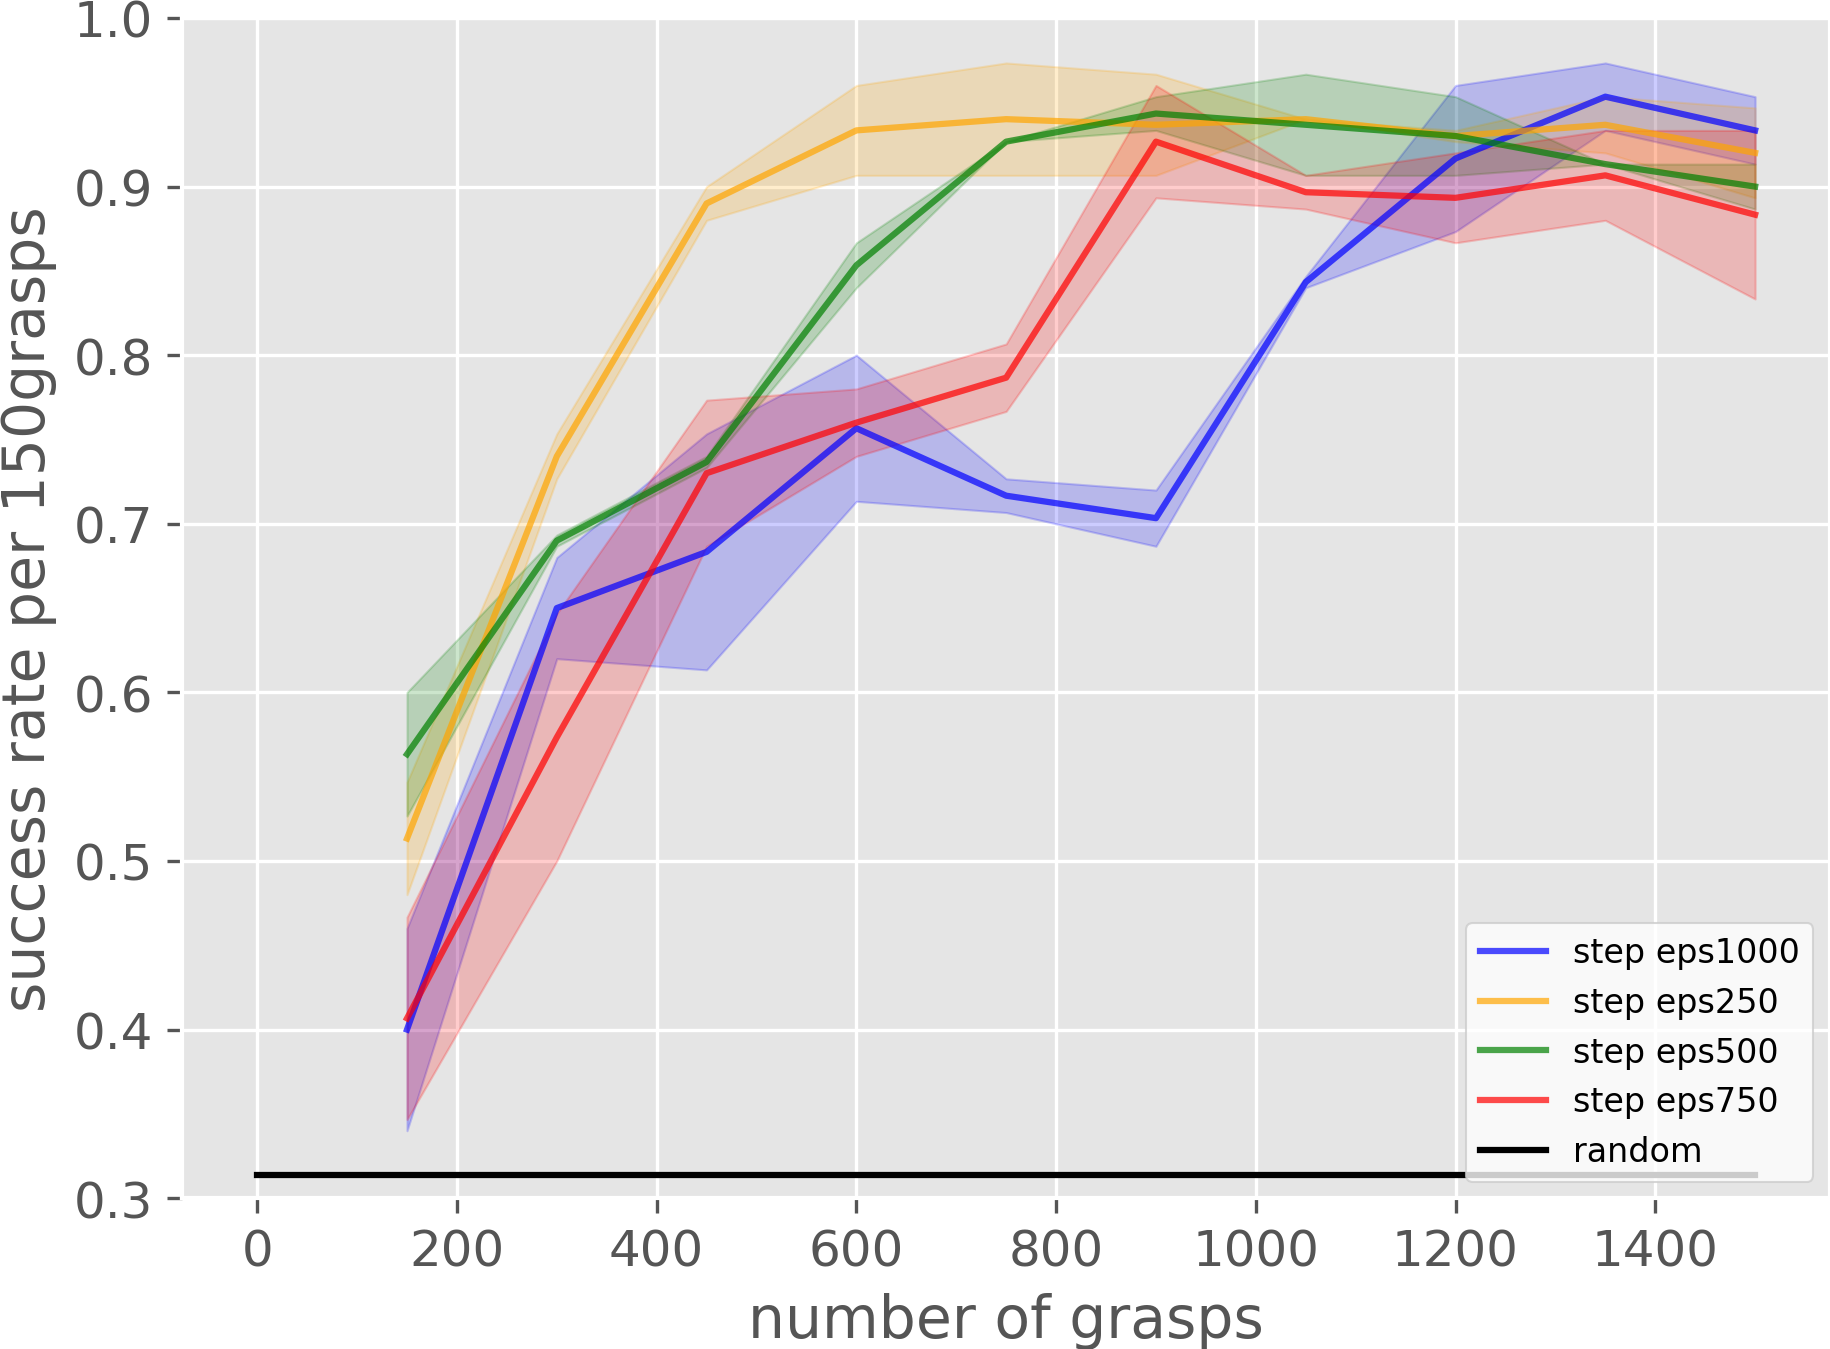 1.0
0.9
0.8
0.7
0.6
0.5
0.4
0.3
success rate per 150grasps
step eps1000
step eps250
step eps500
step eps750
random
0 200 400 600 800 1000 1200 1400
number of grasps